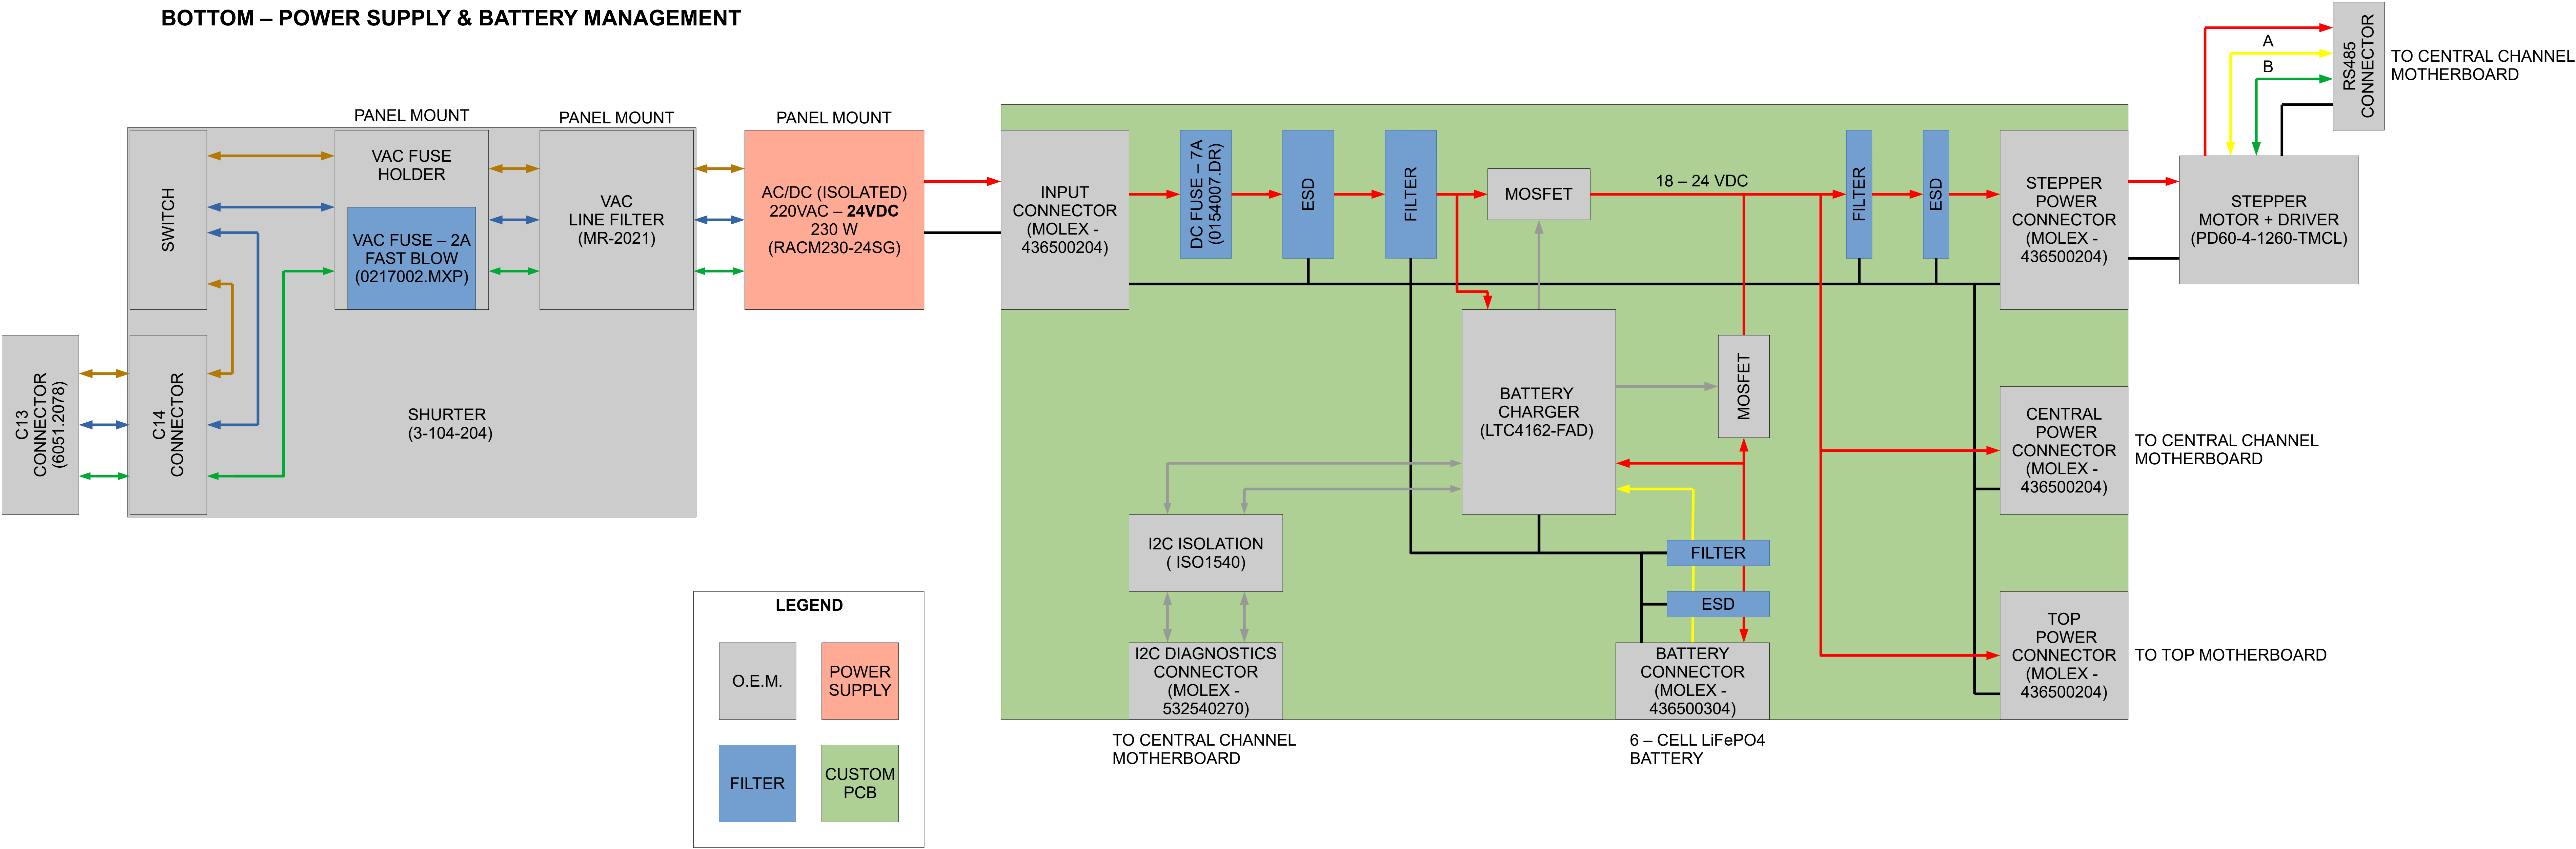 BOTTOM – POWER SUPPLY & BATTERY MANAGEMENT
PANEL MOUNT
PANEL MOUNT
PANEL MOUNT
SWITCH
VAC FUSE
HOLDER
VAC FUSE – 2A
FAST BLOW
(0217002.MXP)
VAC
LINE FILTER
(MR-2021)
AC/DC (ISOLATED)
220VAC – 24VDC
230 W
(RACM230-24SG)
C13
CONNECTOR
(6051.2078)
C14
CONNECTOR
SHURTER
(3-104-204)
INPUT
CONNECTOR
(MOLEX -
436500204)
DC FUSE – 7A
(0154007.DR)
ESD
FILTER
MOSFET
18 – 24 VDC
FILTER
ESD
STEPPER
POWER
CONNECTOR
(MOLEX -
436500204)
STEPPER
MOTOR + DRIVER
(PD60-4-1260-TMCL)
A
B
RS485
CONNECTOR
TO CENTRAL CHANNEL
MOTHERBOARD
BATTERY
CHARGER
(LTC4162-FAD)
MOSFET
CENTRAL
POWER
CONNECTOR
(MOLEX -
436500204)
TO CENTRAL CHANNEL
MOTHERBOARD
I2C ISOLATION
( ISO1540)
FILTER
ESD
I2C DIAGNOSTICS
CONNECTOR
(MOLEX -
532540270)
TO CENTRAL CHANNEL
MOTHERBOARD
BATTERY
CONNECTOR
(MOLEX -
436500304)
6 – CELL LiFePO4
BATTERY
TOP
POWER
CONNECTOR
(MOLEX -
436500204)
TO TOP MOTHERBOARD
LEGEND
O.E.M.
POWER
SUPPLY
FILTER
CUSTOM
PCB